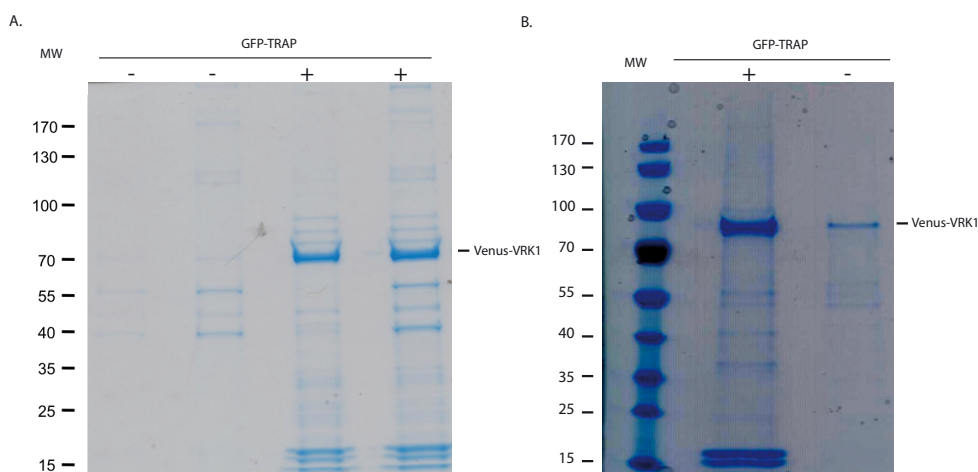 A.
GFP-TRAP
MW
- - + +
170
130
100
70
55
40
35
25
15
Venus-VRK1
B.
GFP-TRAP
MW
+ -
170
130
100
70
55
40
35
25
15
Venus-VRK1